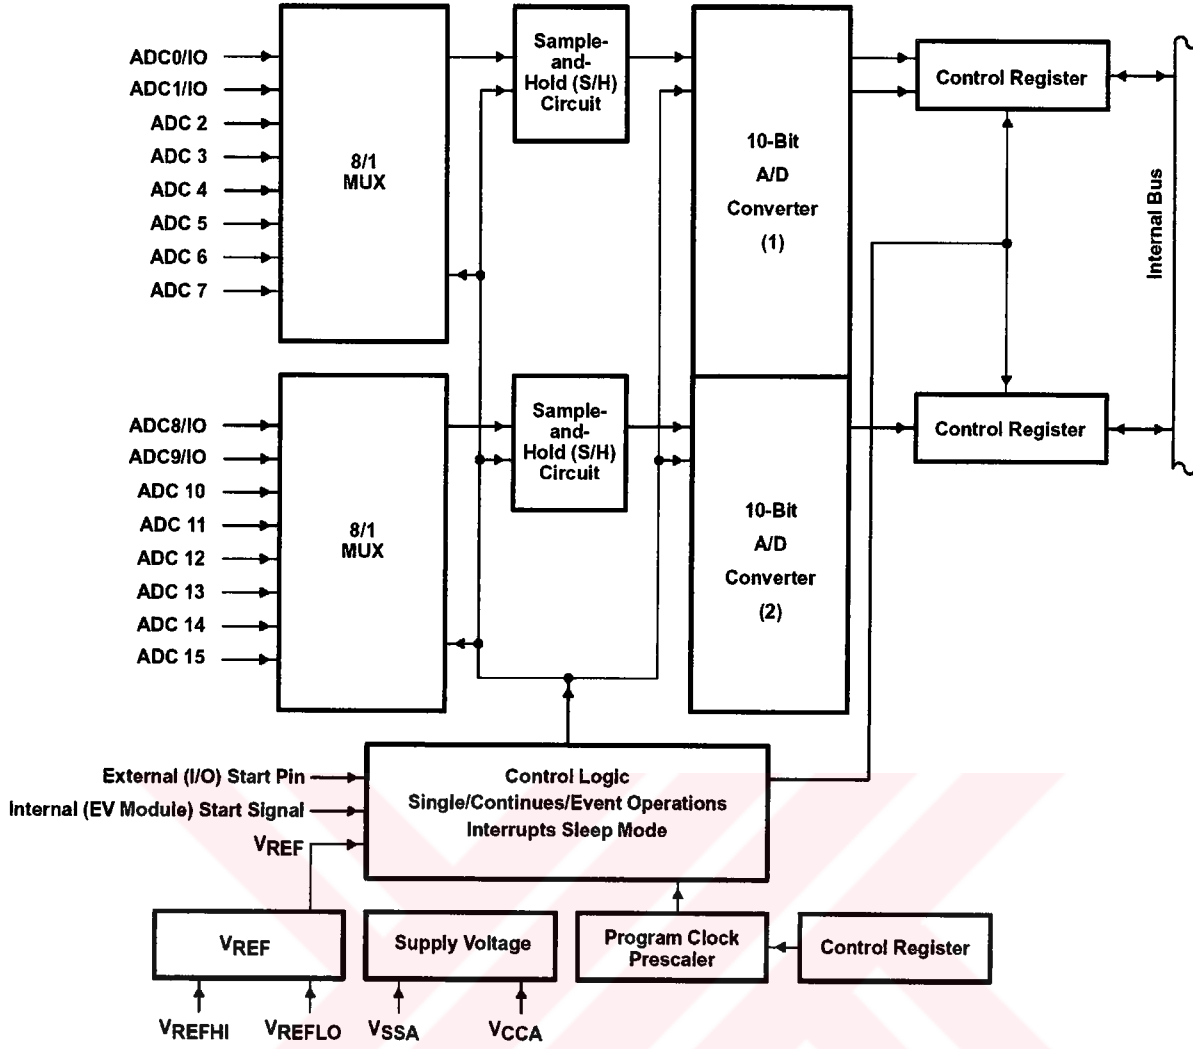 ADC0/IO
ADC1/IO
ADC 2
ADC 3
ADC 4
ADC 5
ADC 6
ADC 7
8/1
MUX
Sample-
and-
Hold (S/H)
Circuit
10-Bit
A/D
Converter
(1)
Control Register
Internal Bus
ADC8/IO
ADC9/IO
ADC 10
ADC 11
ADC 12
ADC 13
ADC 14
ADC 15
8/1
MUX
Sample-
and-
Hold (S/H)
Circuit
10-Bit
A/D
Converter
(2)
Control Register
External (I/O) Start Pin
Internal (EV Module) Start Signal
VREF
Control Logic
Single/Continues/Event Operations
Interrupts Sleep Mode
VREF
Supply Voltage
Program Clock
Prescaler
Control Register
VREFHI
VREFLO
VSSA
VCCA